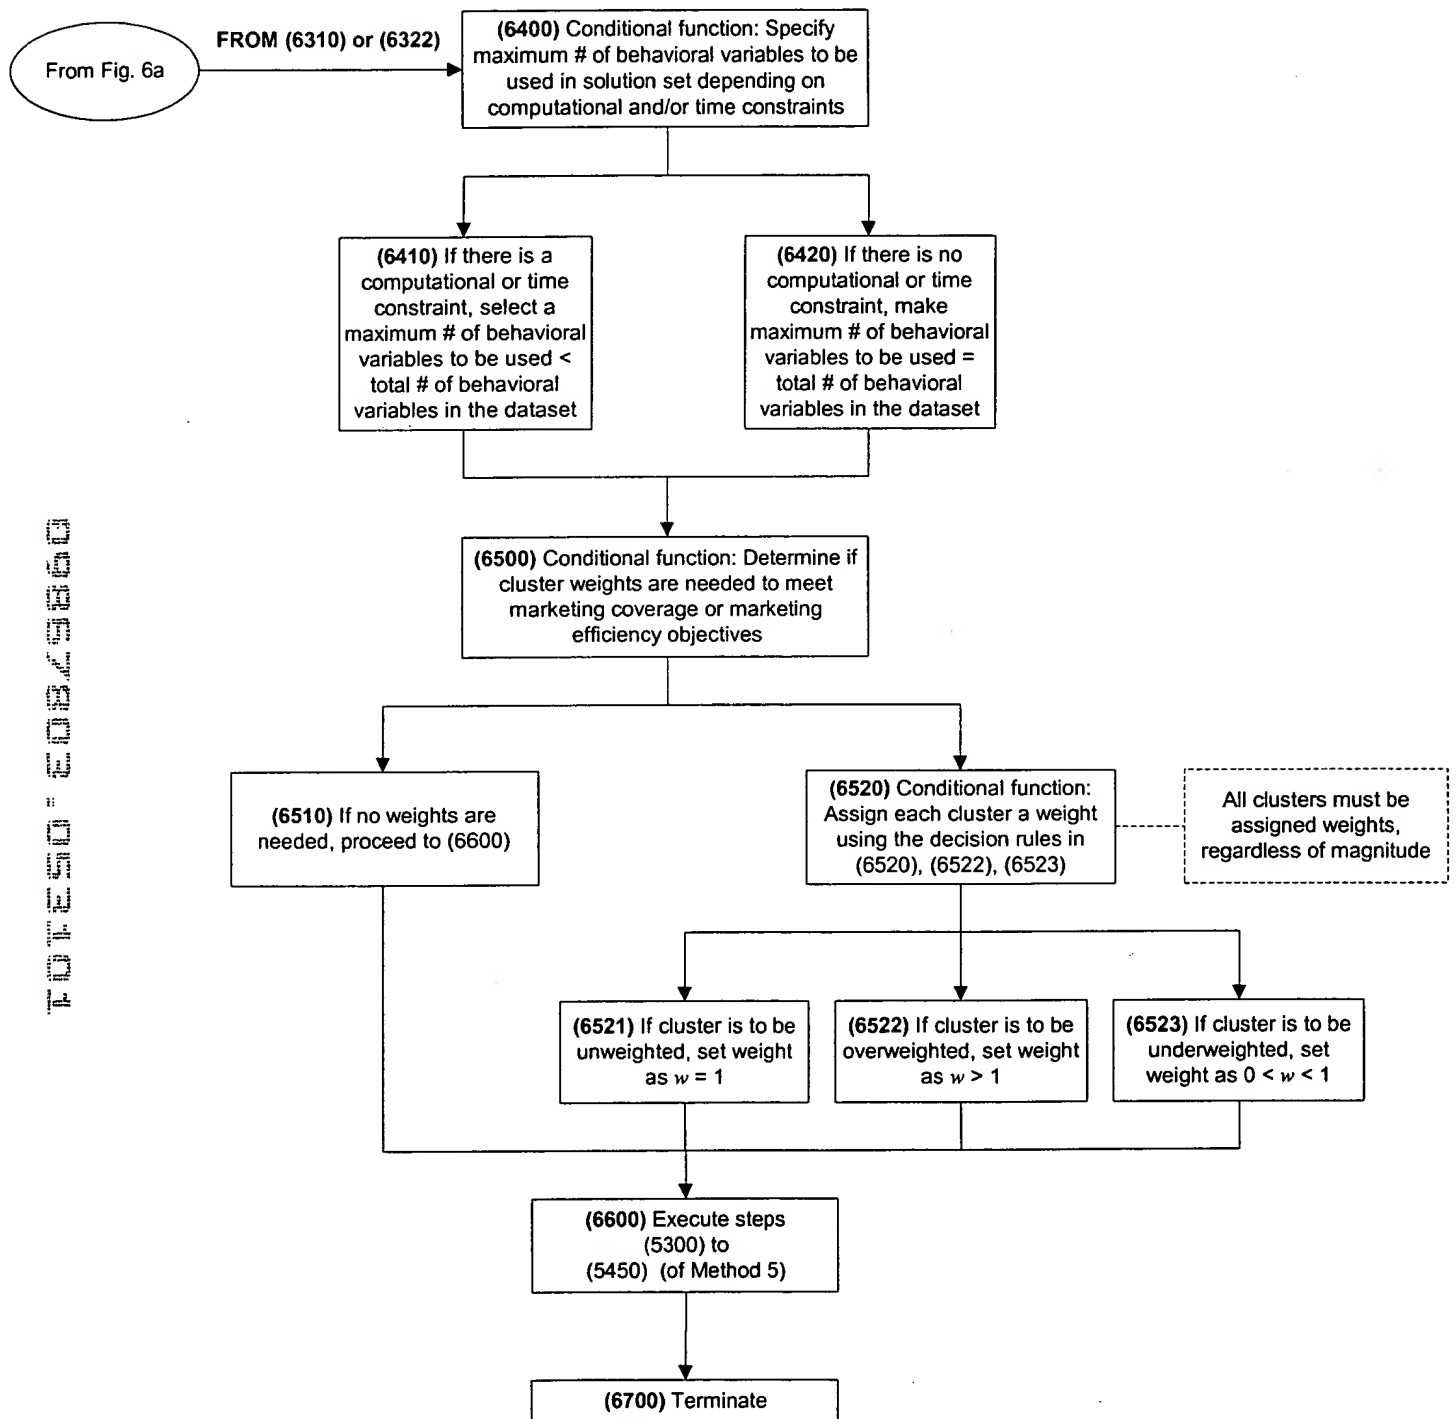 From Fig. 6a
FROM (6310) or (6322)
(6400) Conditional function: Specify
maximum # of behavioral variables to be
used in solution set depending on
computational and/or time constraints
(6410) If there is a
computational or time
constraint, select a
maximum # of behavioral
variables to be used <
total # of behavioral
variables in the dataset
(6420) If there is no
computational or time
constraint, make
maximum # of behavioral
variables to be used =
total # of behavioral
variables in the dataset
(6500) Conditional function: Determine if
cluster weights are needed to meet
marketing coverage or marketing
efficiency objectives
(6510) If no weights are
needed, proceed to (6600)
(6520) Conditional function:
Assign each cluster a weight
using the decision rules in
(6520), (6522), (6523)
All clusters must be
assigned weights,
regardless of magnitude
(6521) If cluster is to be
unweighted, set weight
as w = 1
(6522) If cluster is to be
overweighted, set weight
as w > 1
(6523) If cluster is to be
underweighted, set
weight as 0 < w < 1
(6600) Execute steps
(5300) to
(5450) (of Method 5)
(6700) Terminate